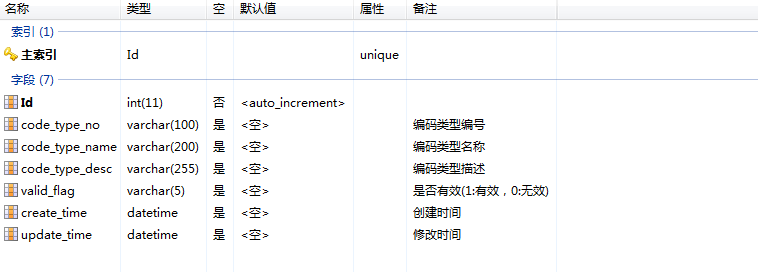 名称 类型 空 默认值 属性 备注
索引 (1)
主索引 Id unique
字段 (7)
Id int(11) 否 <auto_increment>
code_type_no varchar(100) 是 <空> 编码类型编号
code_type_name varchar(200) 是 <空> 编码类型名称
code_type_desc varchar(255) 是 <空> 编码类型描述
valid_flag varchar(5) 是 <空> 是否有效(1:有效，0:无效)
create_time datetime 是 <空> 创建时间
update_time datetime 是 <空> 修改时间